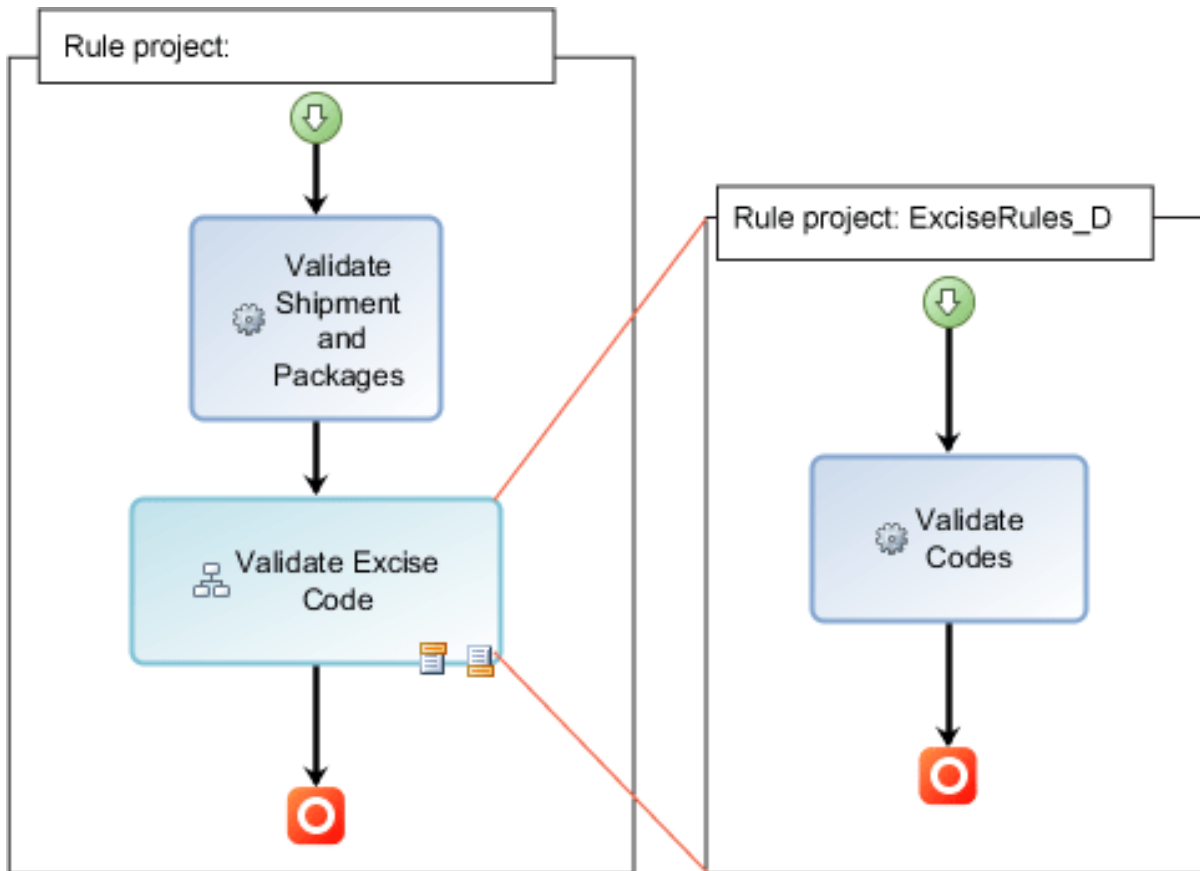 Rule project:
Validate
Shipment
and
Packages
Validate Excise
Code
Rule project: ExciseRules_D
Validate
Codes